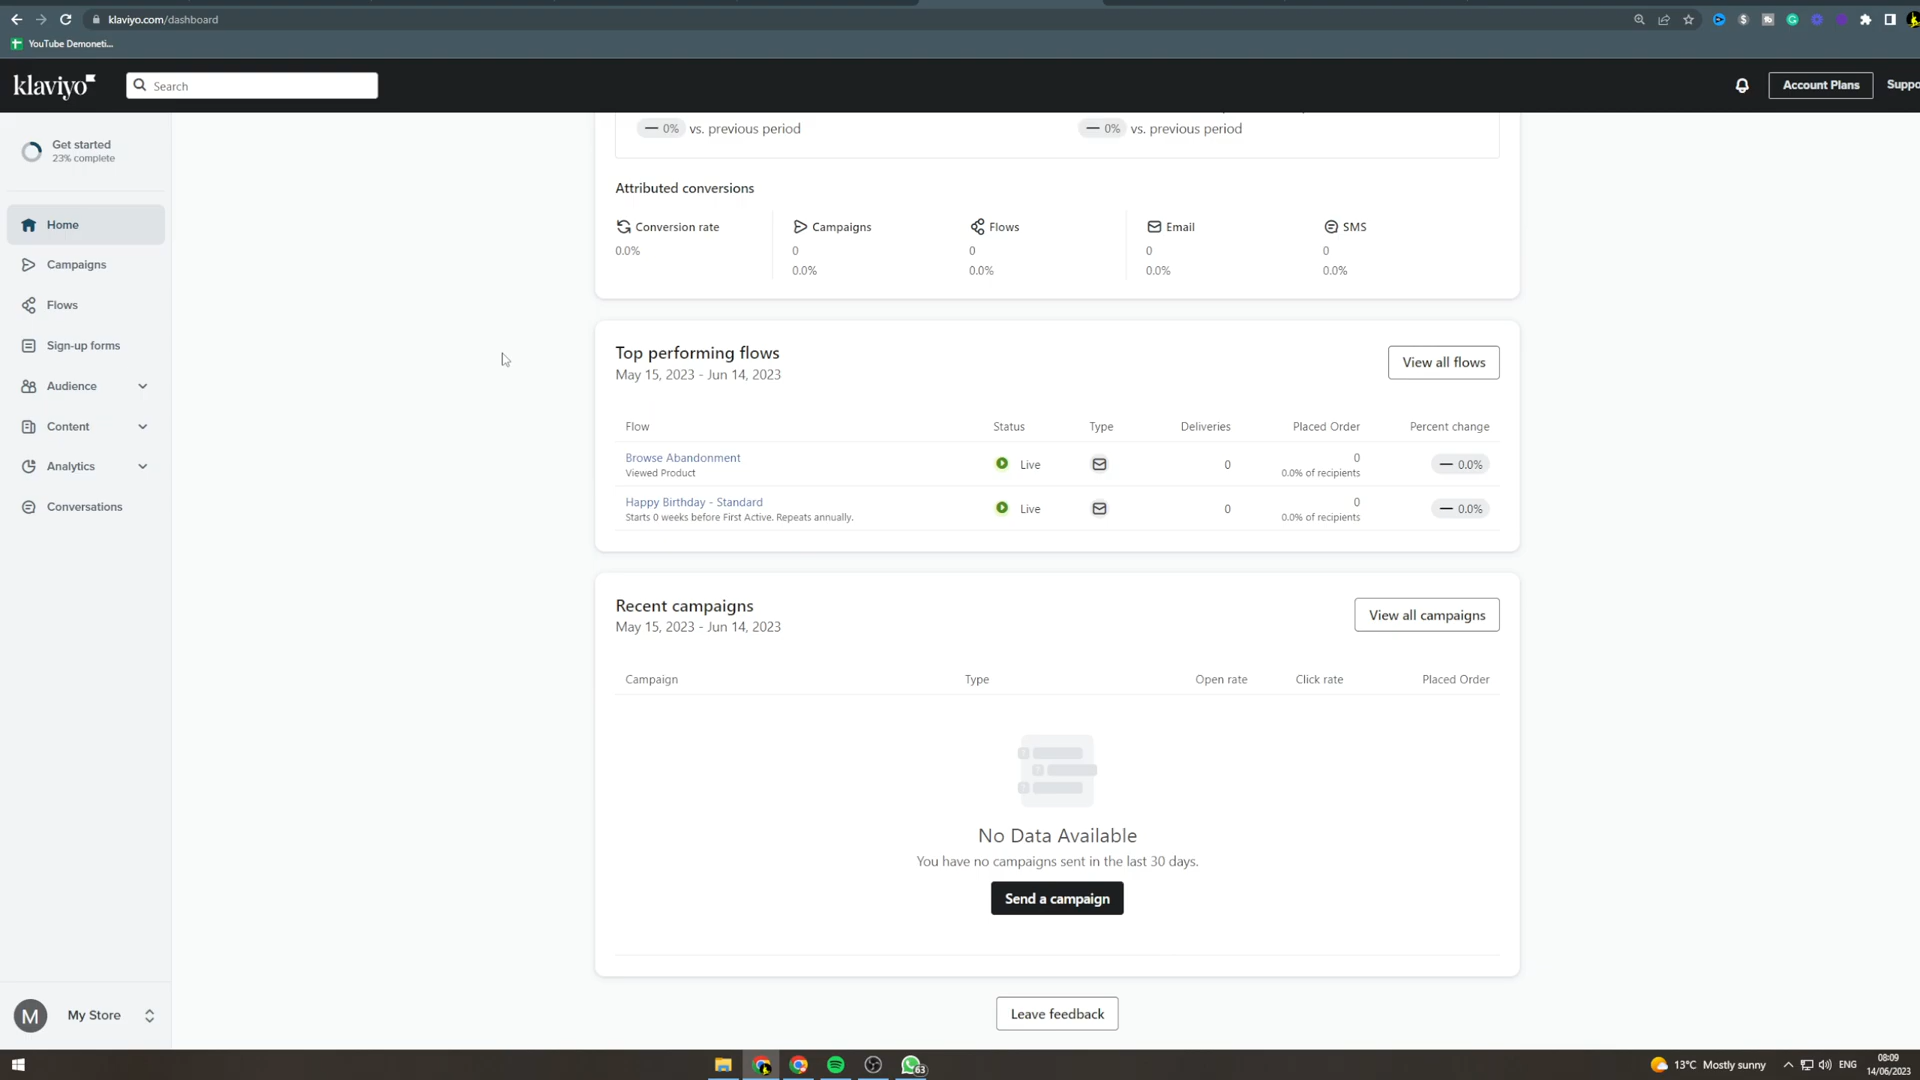 klaviyo.com/dashboard
YouTube Demoneti...
klaviyo
Search
Account Plans
Suppo
Get started
23% complete
Home
Campaigns
Flows
Sign-up forms
Audience
Content
Analytics
Conversations
My Store
M
0% vs. previous period
0% vs. previous period
Attributed conversions
Conversion rate
0.0%
Campaigns
0
0.0%
Flows
0
0.0%
Email
0
0.0%
SMS
0
0.0%
Top performing flows
May 15, 2023 - Jun 14, 2023
View all flows
Flow Status Type Deliveries Placed Order Percent change
Browse Abandonment Live 0 0 0.0%
Viewed Product 0.0% of recipients
Happy Birthday - Standard Live 0 0 0.0%
Starts 0 weeks before First Active. Repeats annually. 0.0% of recipients
Recent campaigns
May 15, 2023 - Jun 14, 2023
View all campaigns
Campaign Type Open rate Click rate Placed Order
No Data Available
You have no campaigns sent in the last 30 days.
Send a campaign
Leave feedback
63
13°C Mostly sunny
ENG
08:09
14/06/2023